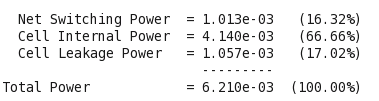 Net Switching Power  = 1.013e-03   (16.32%)
Cell Internal Power  = 4.140e-03   (66.66%)
Cell Leakage Power   = 1.057e-03   (17.02%)
---------
Total Power            = 6.210e-03  (100.00%)